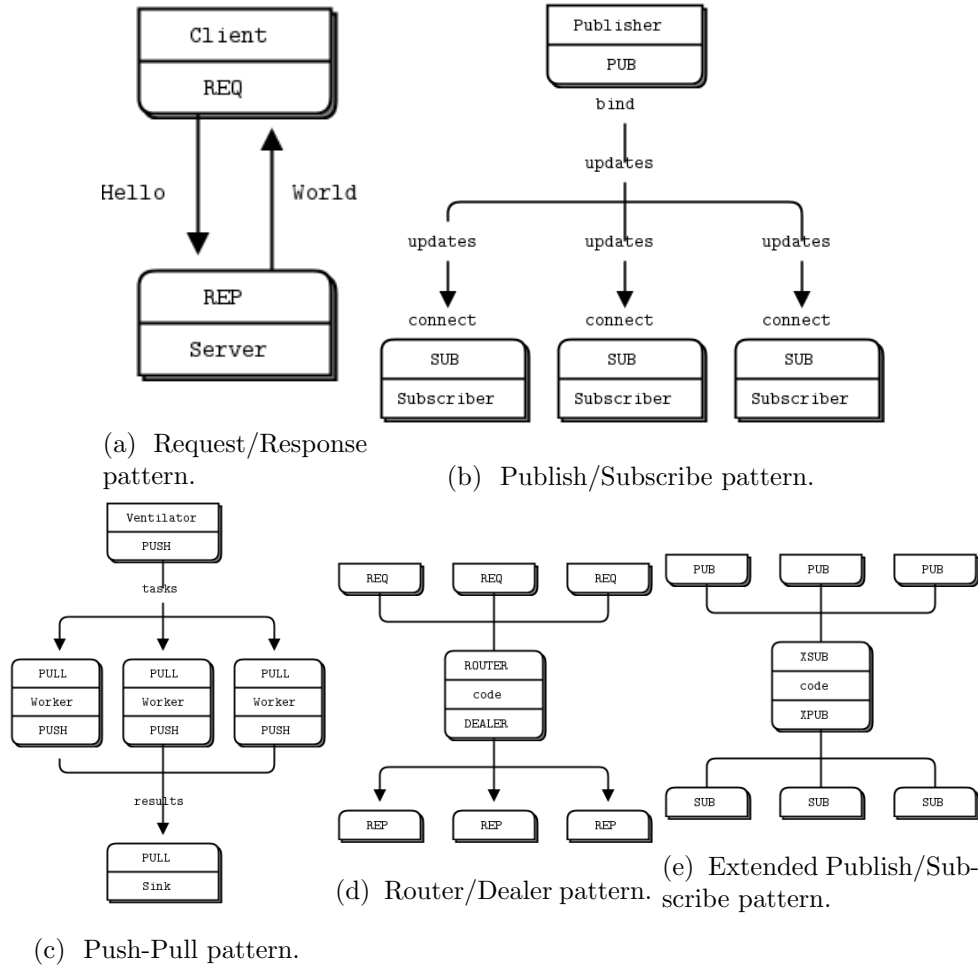 Client
REQ
Hello World
REP
Server
(a) Request/Response
pattern.
Publisher
PUB
bind
updates
updates updates updates
connect connect connect
SUB SUB SUB
Subscriber Subscriber Subscriber
(b) Publish/Subscribe pattern.
Ventilator
PUSH
tasks
PULL PULL PULL
Worker Worker Worker
PUSH PUSH PUSH
results
PULL
Sink
(c) Push-Pull pattern.
REQ REQ REQ
ROUTER
code
DEALER
REP REP REP
(d) Router/Dealer pattern.
PUB PUB PUB
XSUB
code
XPUB
SUB SUB SUB
(e) Extended Publish/Sub-
scribe pattern.